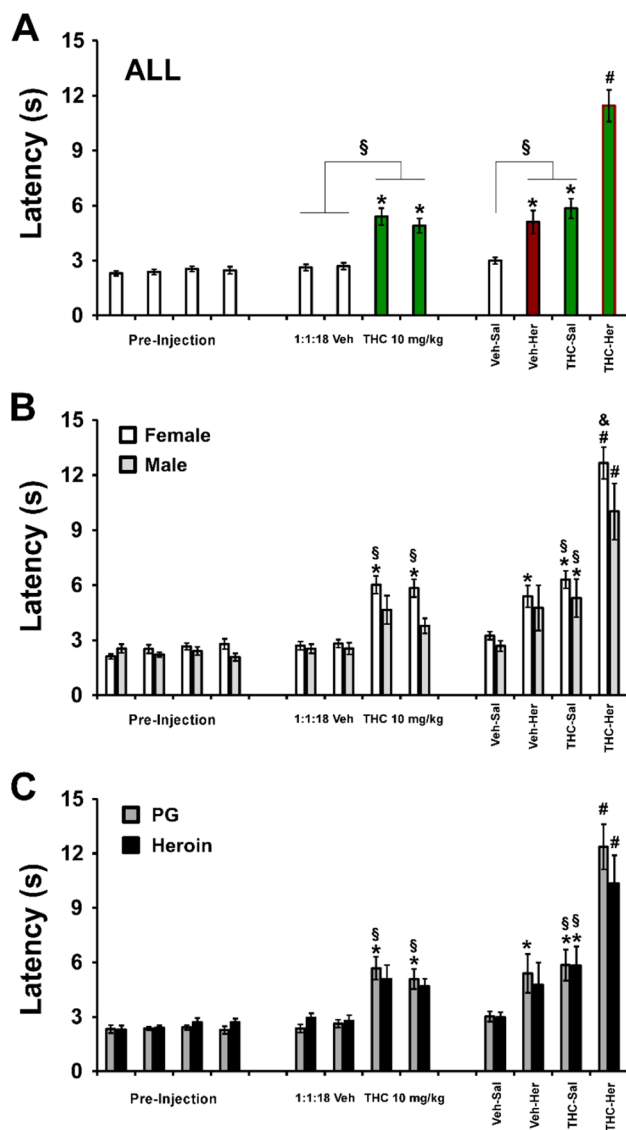 A
ALL
Latency (s)
15
12
9
6
3
0
#
§
§
*
*
*
*
Pre-Injection
1:1:18 Veh
THC 10 mg/kg
Veh-Sal
Veh-Her
THC-Sal
THC-Her
B
Female
Male
Latency (s)
15
12
9
6
3
0
&
#
#
§
*
§
*
*
§
*
§
*
Pre-Injection
1:1:18 Veh
THC 10 mg/kg
Veh-Sal
Veh-Her
THC-Sal
THC-Her
C
PG
Heroin
Latency (s)
15
12
9
6
3
0
#
#
§
*
§
*
*
§
*
§
*
Pre-Injection
1:1:18 Veh
THC 10 mg/kg
Veh-Sal
Veh-Her
THC-Sal
THC-Her